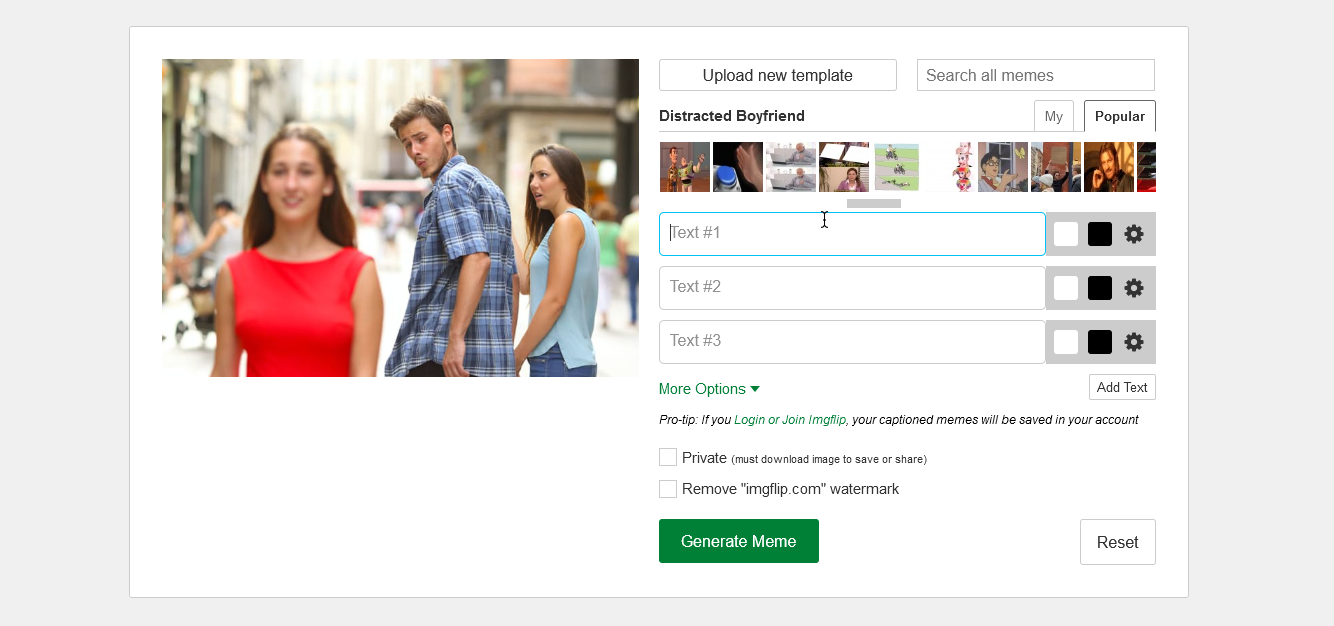 Upload new template
Search all memes
Distracted Boyfriend
My
Popular
Text #1
Text #2
Text #3
More Options
Add Text
Pro-tip: If you Login or Join Imgflip, your captioned memes will be saved in your account
Private (must download image to save or share)
Remove "imgflip.com" watermark
Generate Meme
Reset